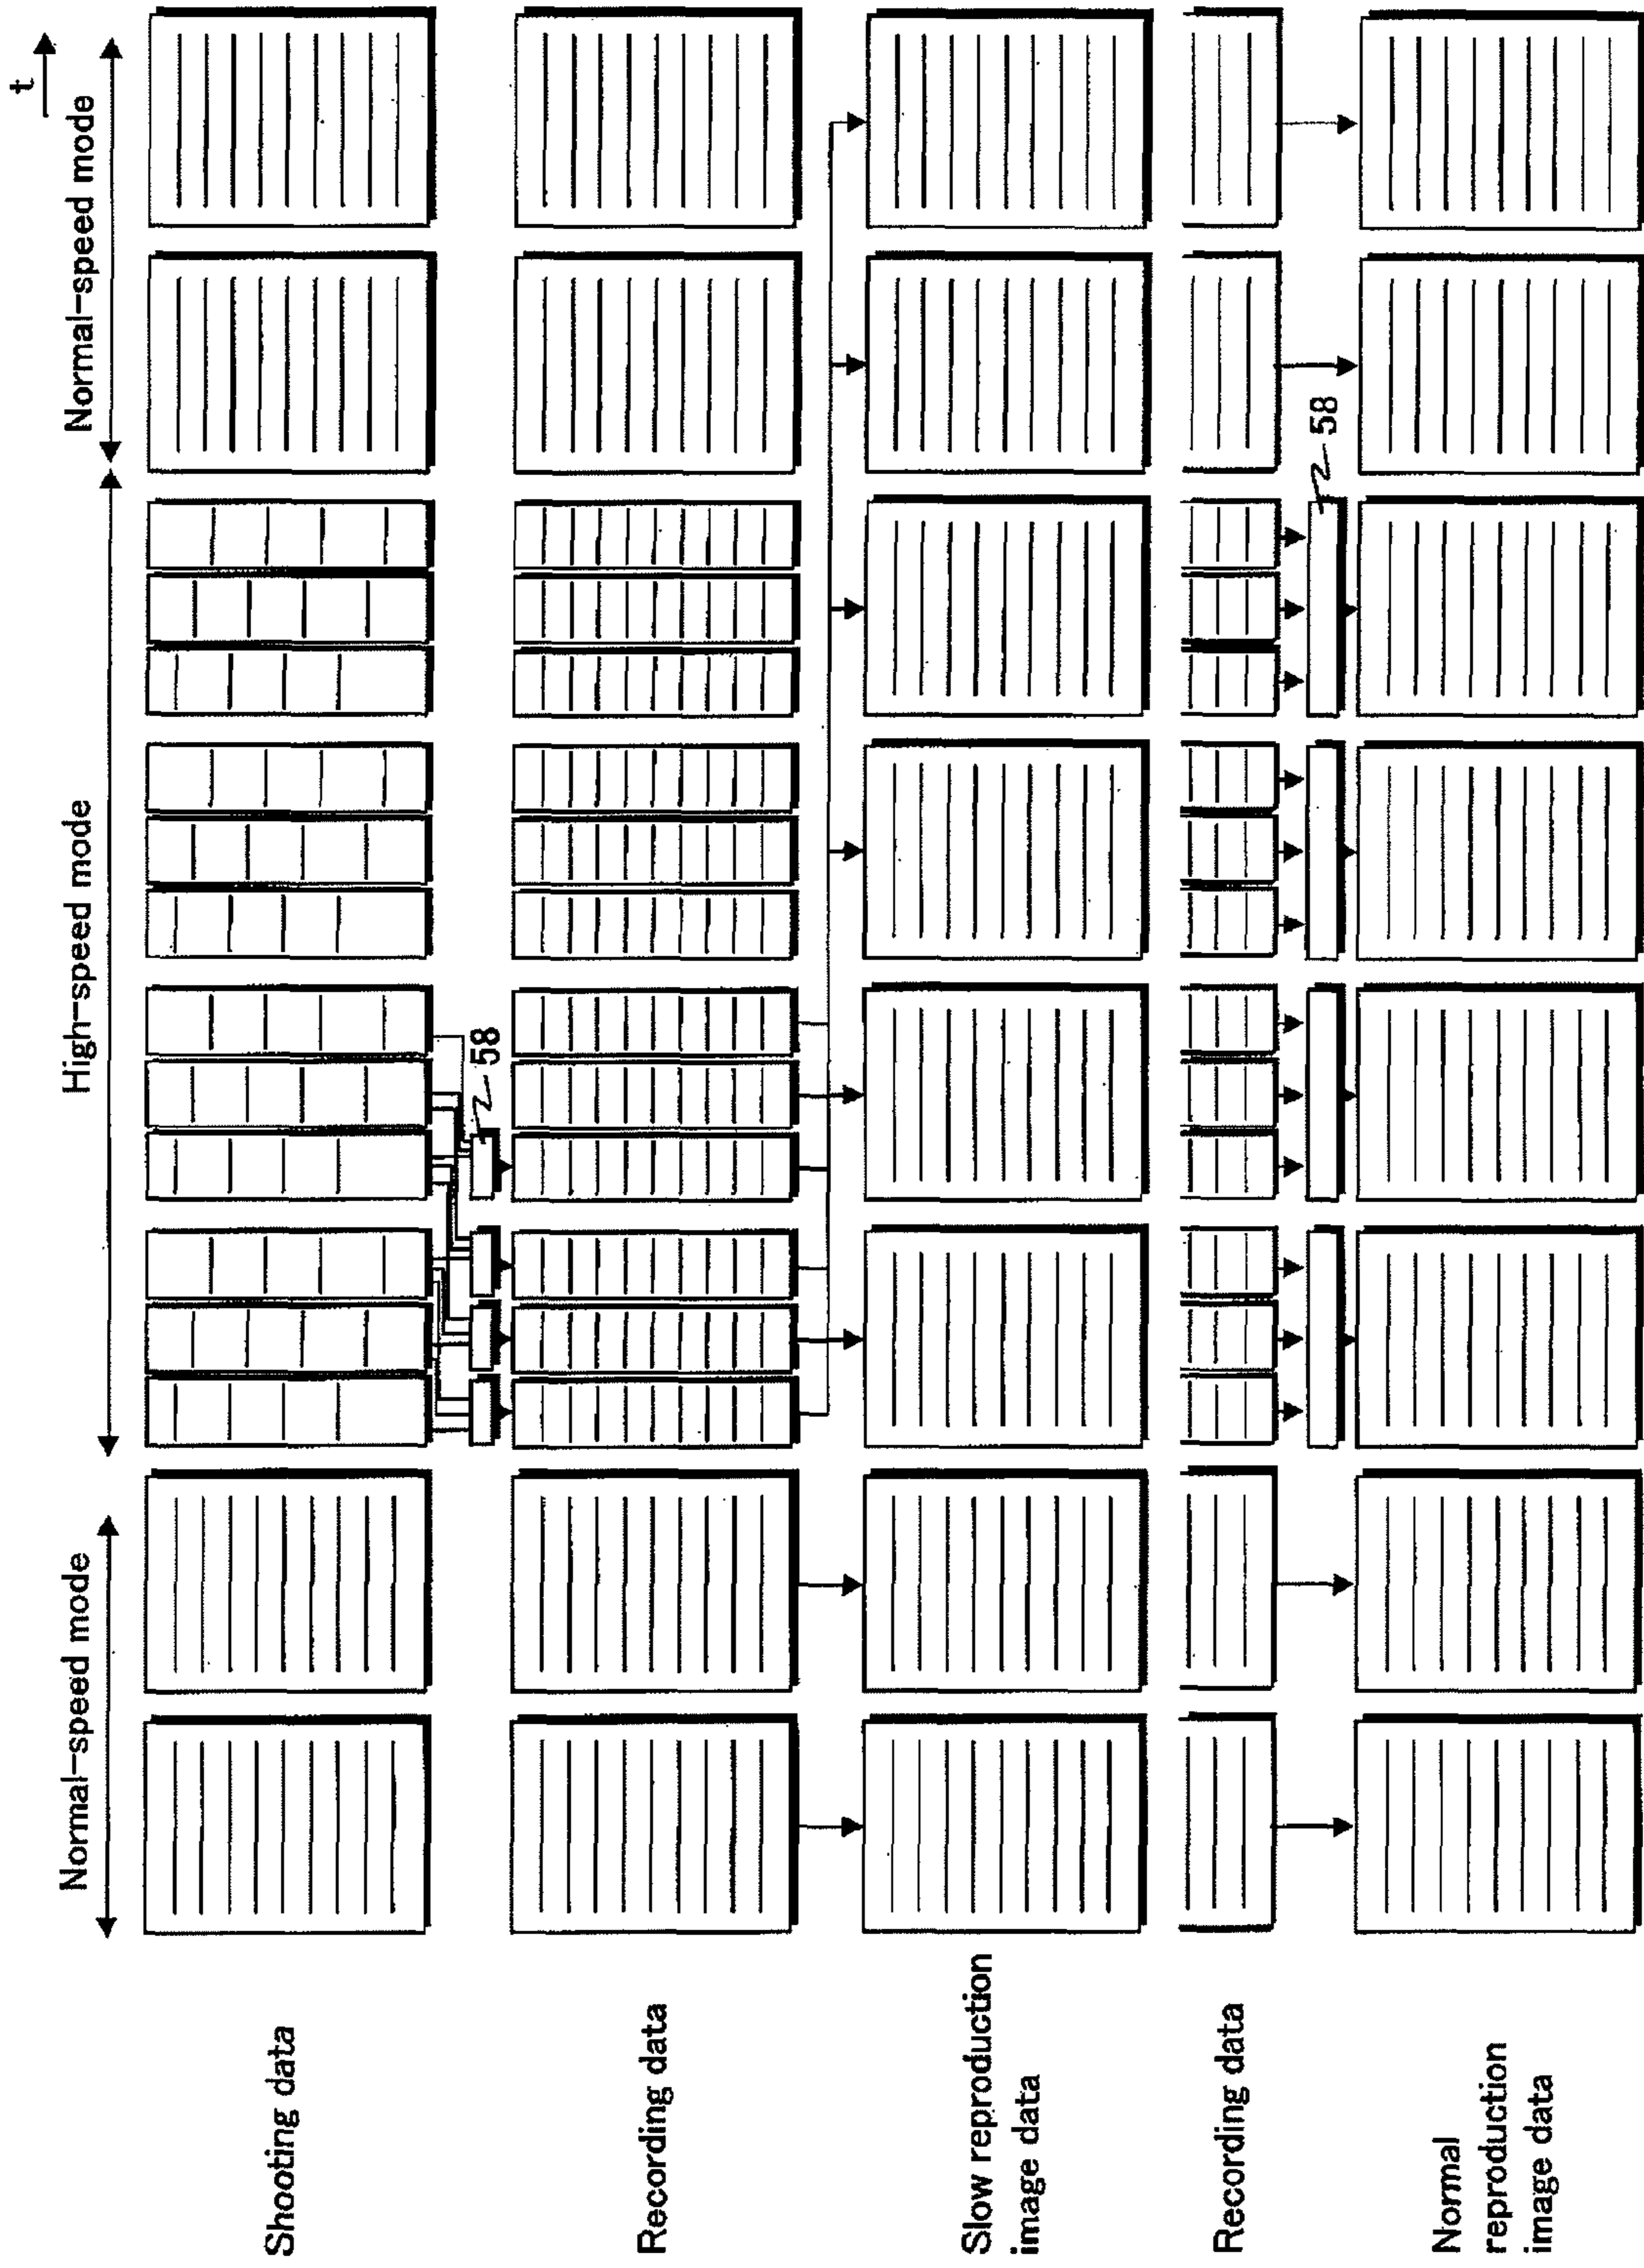 t
Normal-speed mode
High-speed mode
Normal-speed mode
Shooting data
58
Recording data
Slow reproduction
image data
Recording data
58
Normal
reproduction
image data